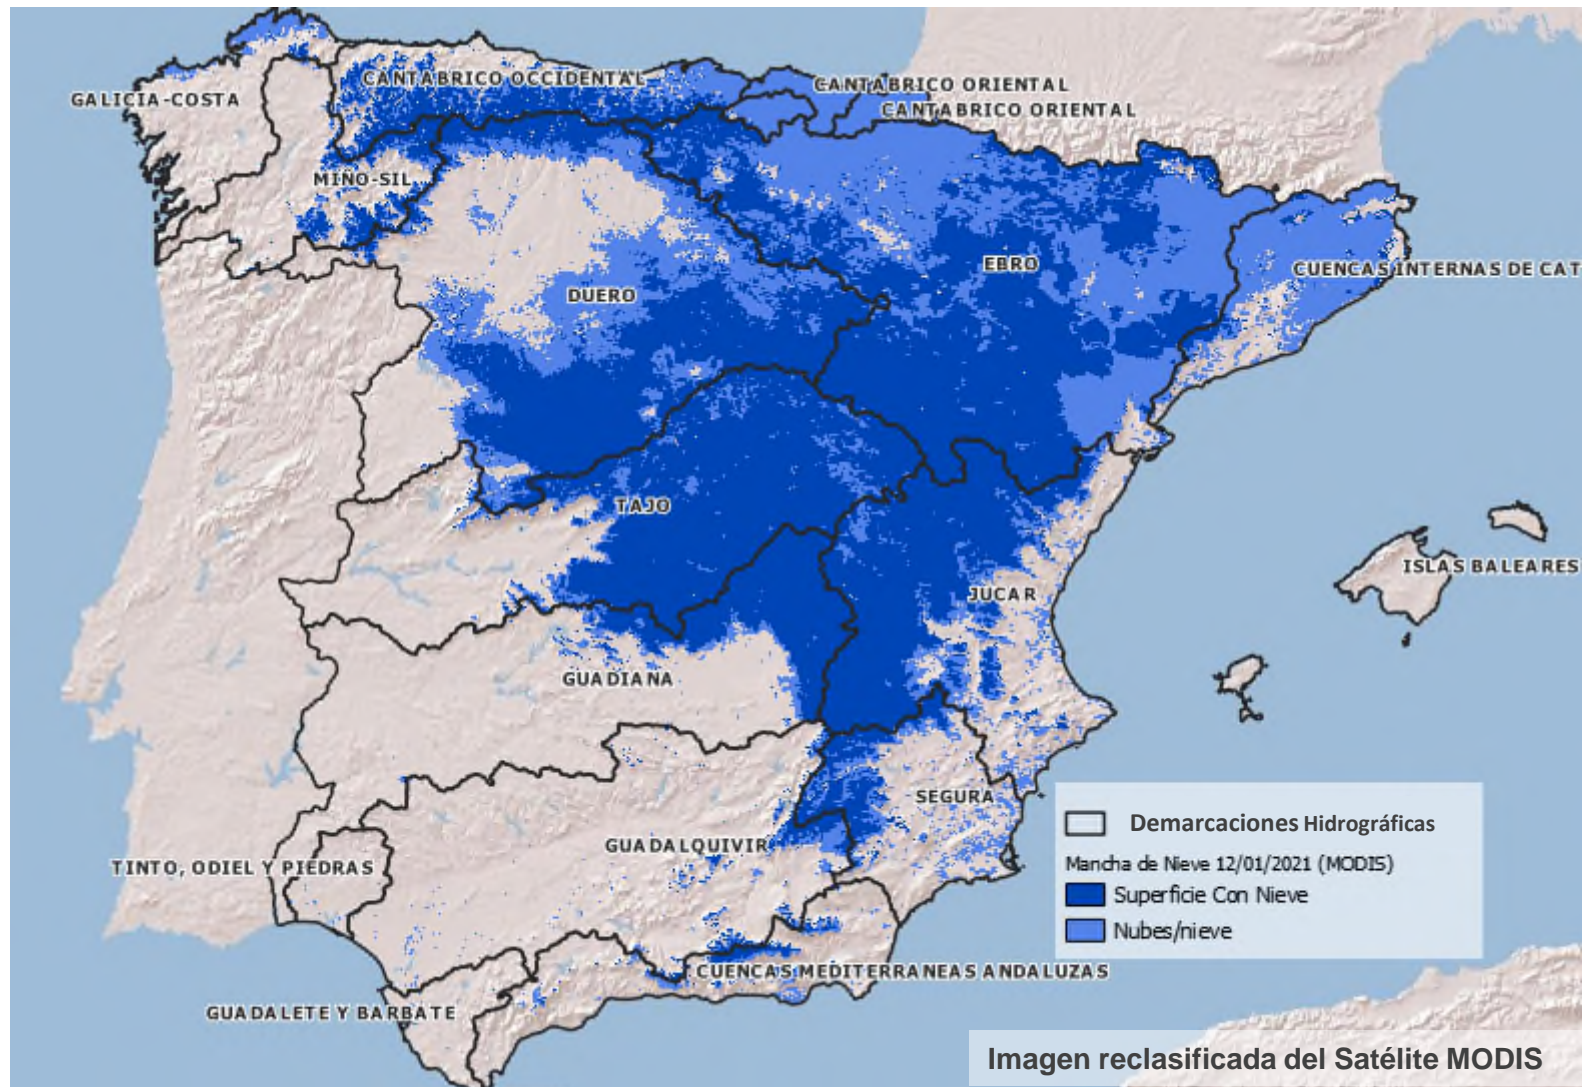 CANTABRICO OCCIDENTAL
CANTABRICO ORIENTAL
GALICIA-COSTA
CANTABRICO ORIENTAL
MIÑO-SIL
EBRO
CUENCAS INTERNAS DE CAT
DUERO
TAJO
ISLAS BALEARES
JUCAR
GUADIANA
SEGURA
Demarcaciones Hidrográficas
GUADALQUIVIR
Mancha de Nieve 12/01/2021 (MODIS)
TINTO, ODIEL Y PIEDRAS
Superficie Con Nieve
Nubes/nieve
CUENCAS MEDITERRANEAS ANDALUZAS
GUADALETE Y BARBATE
Imagen reclasificada del Satélite MODIS